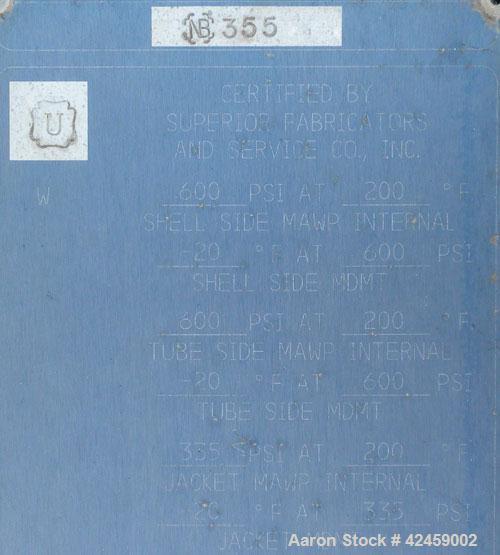 NB 355
U
CERTIFIED BY
SUPERIOR FABRICATORS
AND SERVICE CO., INC.
W
600 PSI AT 200 °F
SHELL SIDE MAWP INTERNAL
-20 °F AT 600 PSI
SHELL SIDE MDMT
600 PSI AT 200 °F
TUBE SIDE MAWP INTERNAL
-20 °F AT 600 PSI
TUBE SIDE MDMT
335 PSI AT 200 °F
JACKET MAWP INTERNAL
-20 °F AT 335 PSI
JACKET
Aaron Stock # 42459002